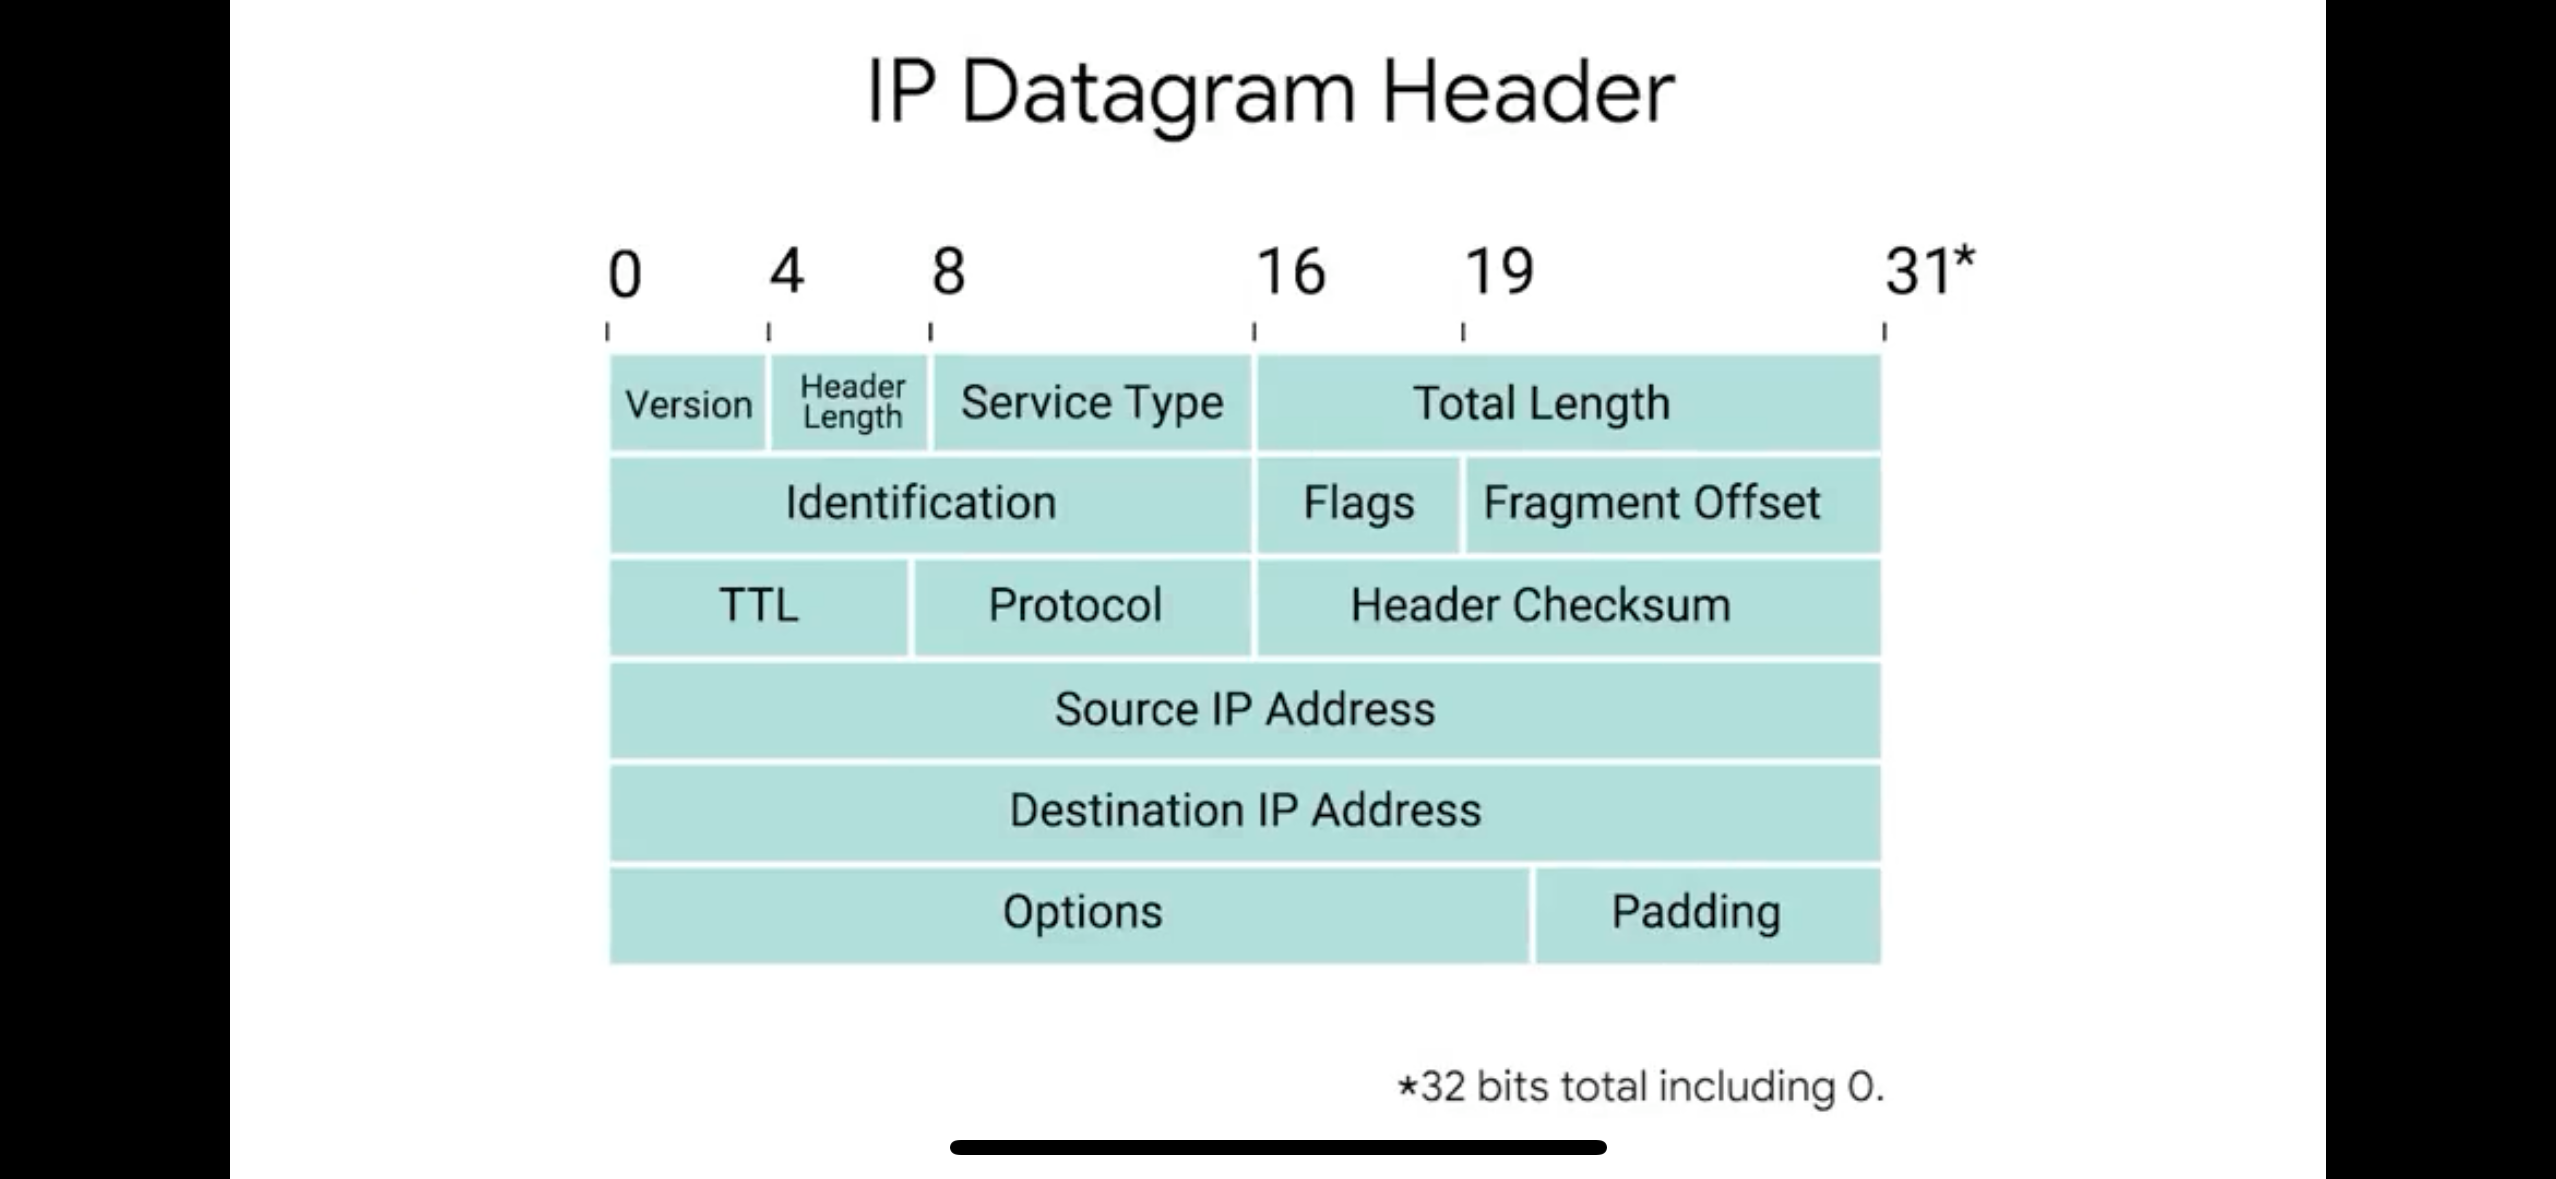 IP Datagram Header
0 4 8 16 19 31*
Version Header Length Service Type Total Length
Identification Flags Fragment Offset
TTL Protocol Header Checksum
Source IP Address
Destination IP Address
Options Padding
*32 bits total including 0.